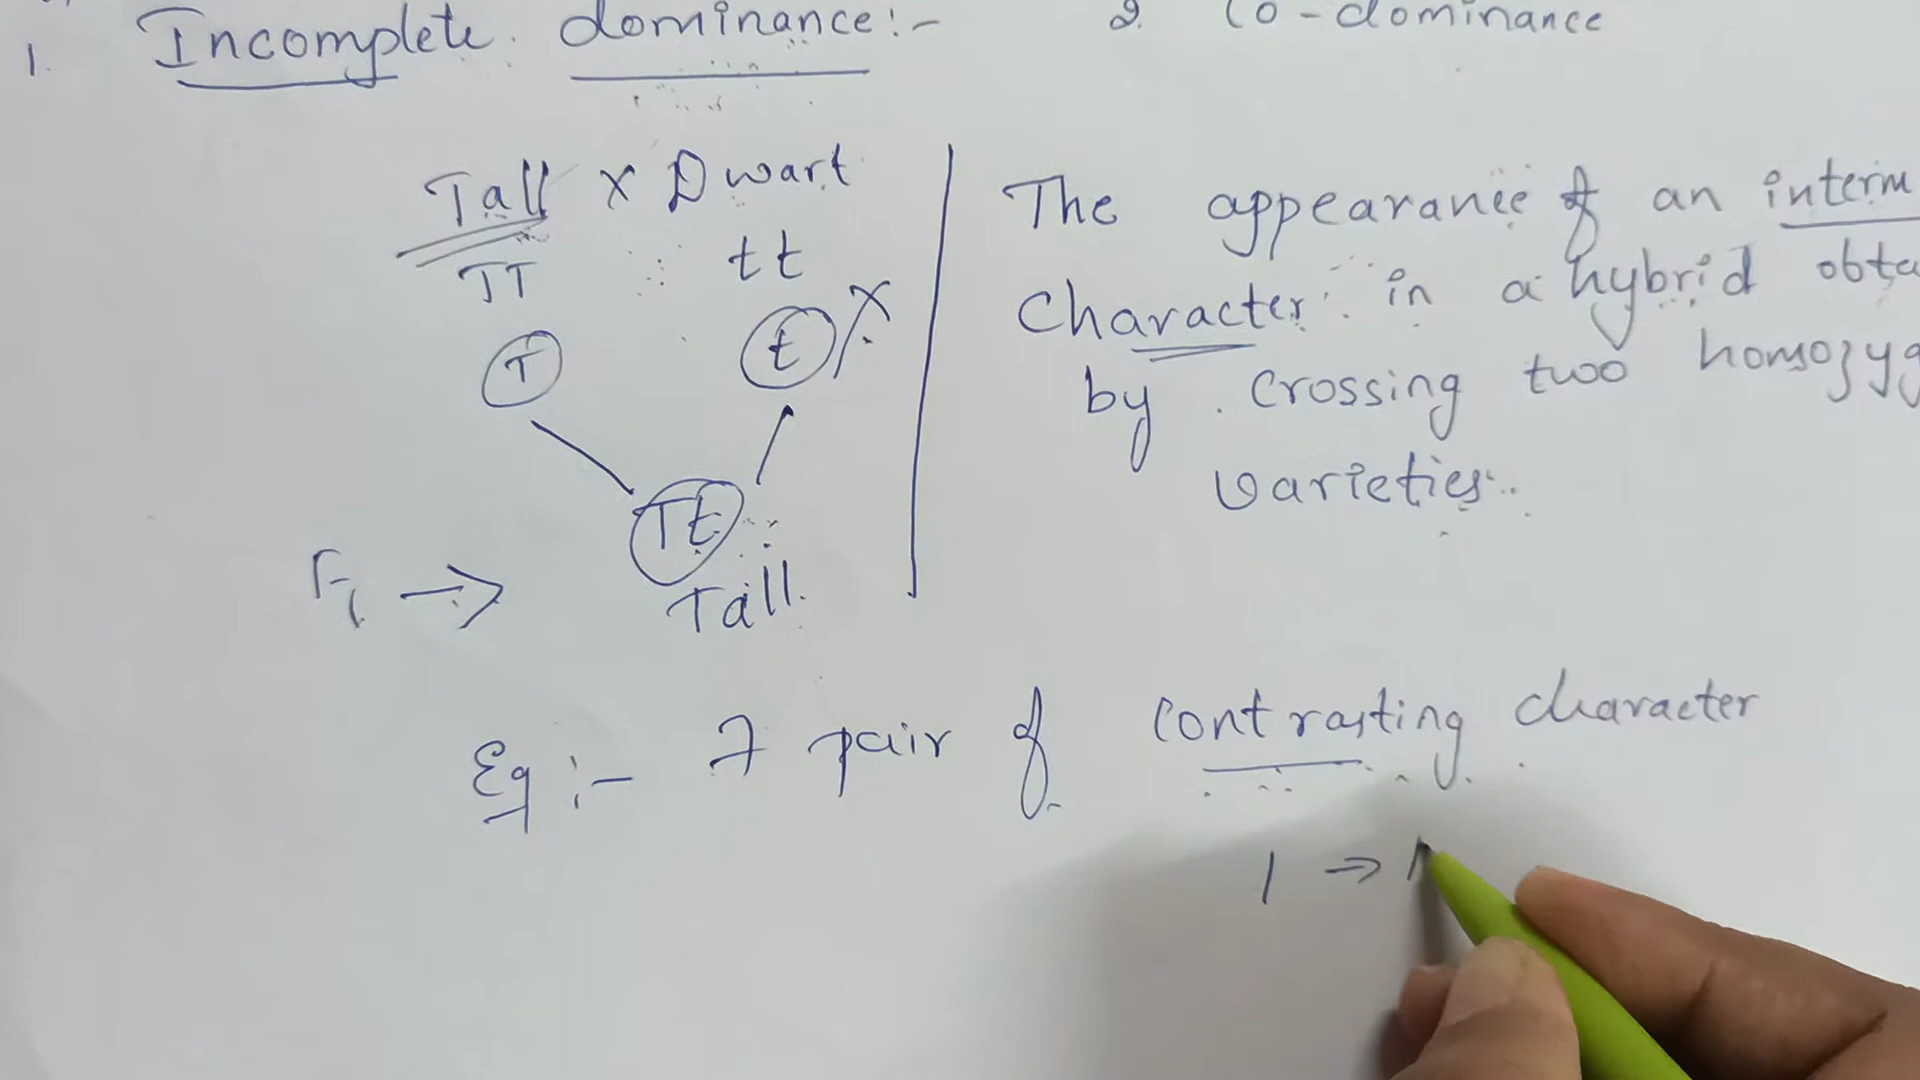 1. Incomplete dominance:-
2. Co-dominance
Tall x Dwart
TT tt
T t x
Tt
F1 → Tall.
The appearance of an interm
Character in a hybrid obta
by crossing two homozyg
varieties.
Eg:- 7 pair of contrasting character
1 →